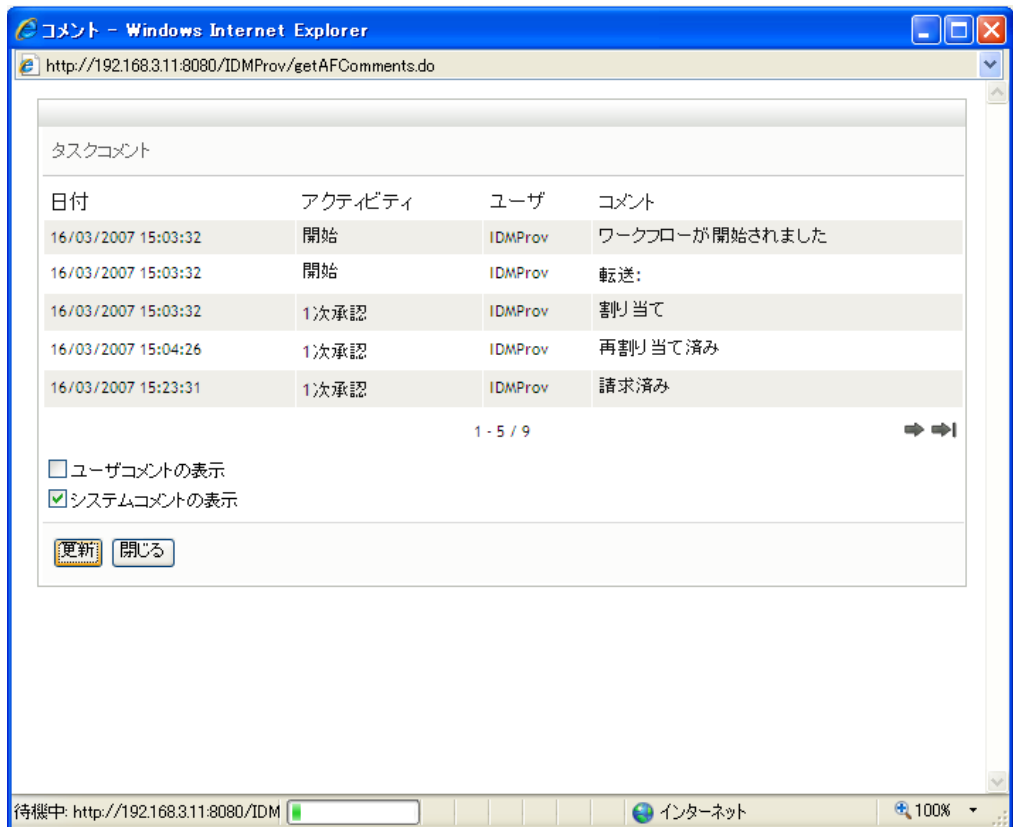 コメント - Windows Internet Explorer
http://192.168.3.11:8080/IDMProv/getAFComments.do
タスクコメント
日付 アクティビティ ユーザ コメント
16/03/2007 15:03:32 開始 IDMProv ワークフローが開始されました
16/03/2007 15:03:32 開始 IDMProv 転送:
16/03/2007 15:03:32 1次承認 IDMProv 割り当て
16/03/2007 15:04:26 1次承認 IDMProv 再割り当て済み
16/03/2007 15:23:31 1次承認 IDMProv 請求済み
1 - 5 / 9
ユーザコメントの表示
システムコメントの表示
更新 閉じる
待機中: http://192.168.3.11:8080/IDM インターネット 100%